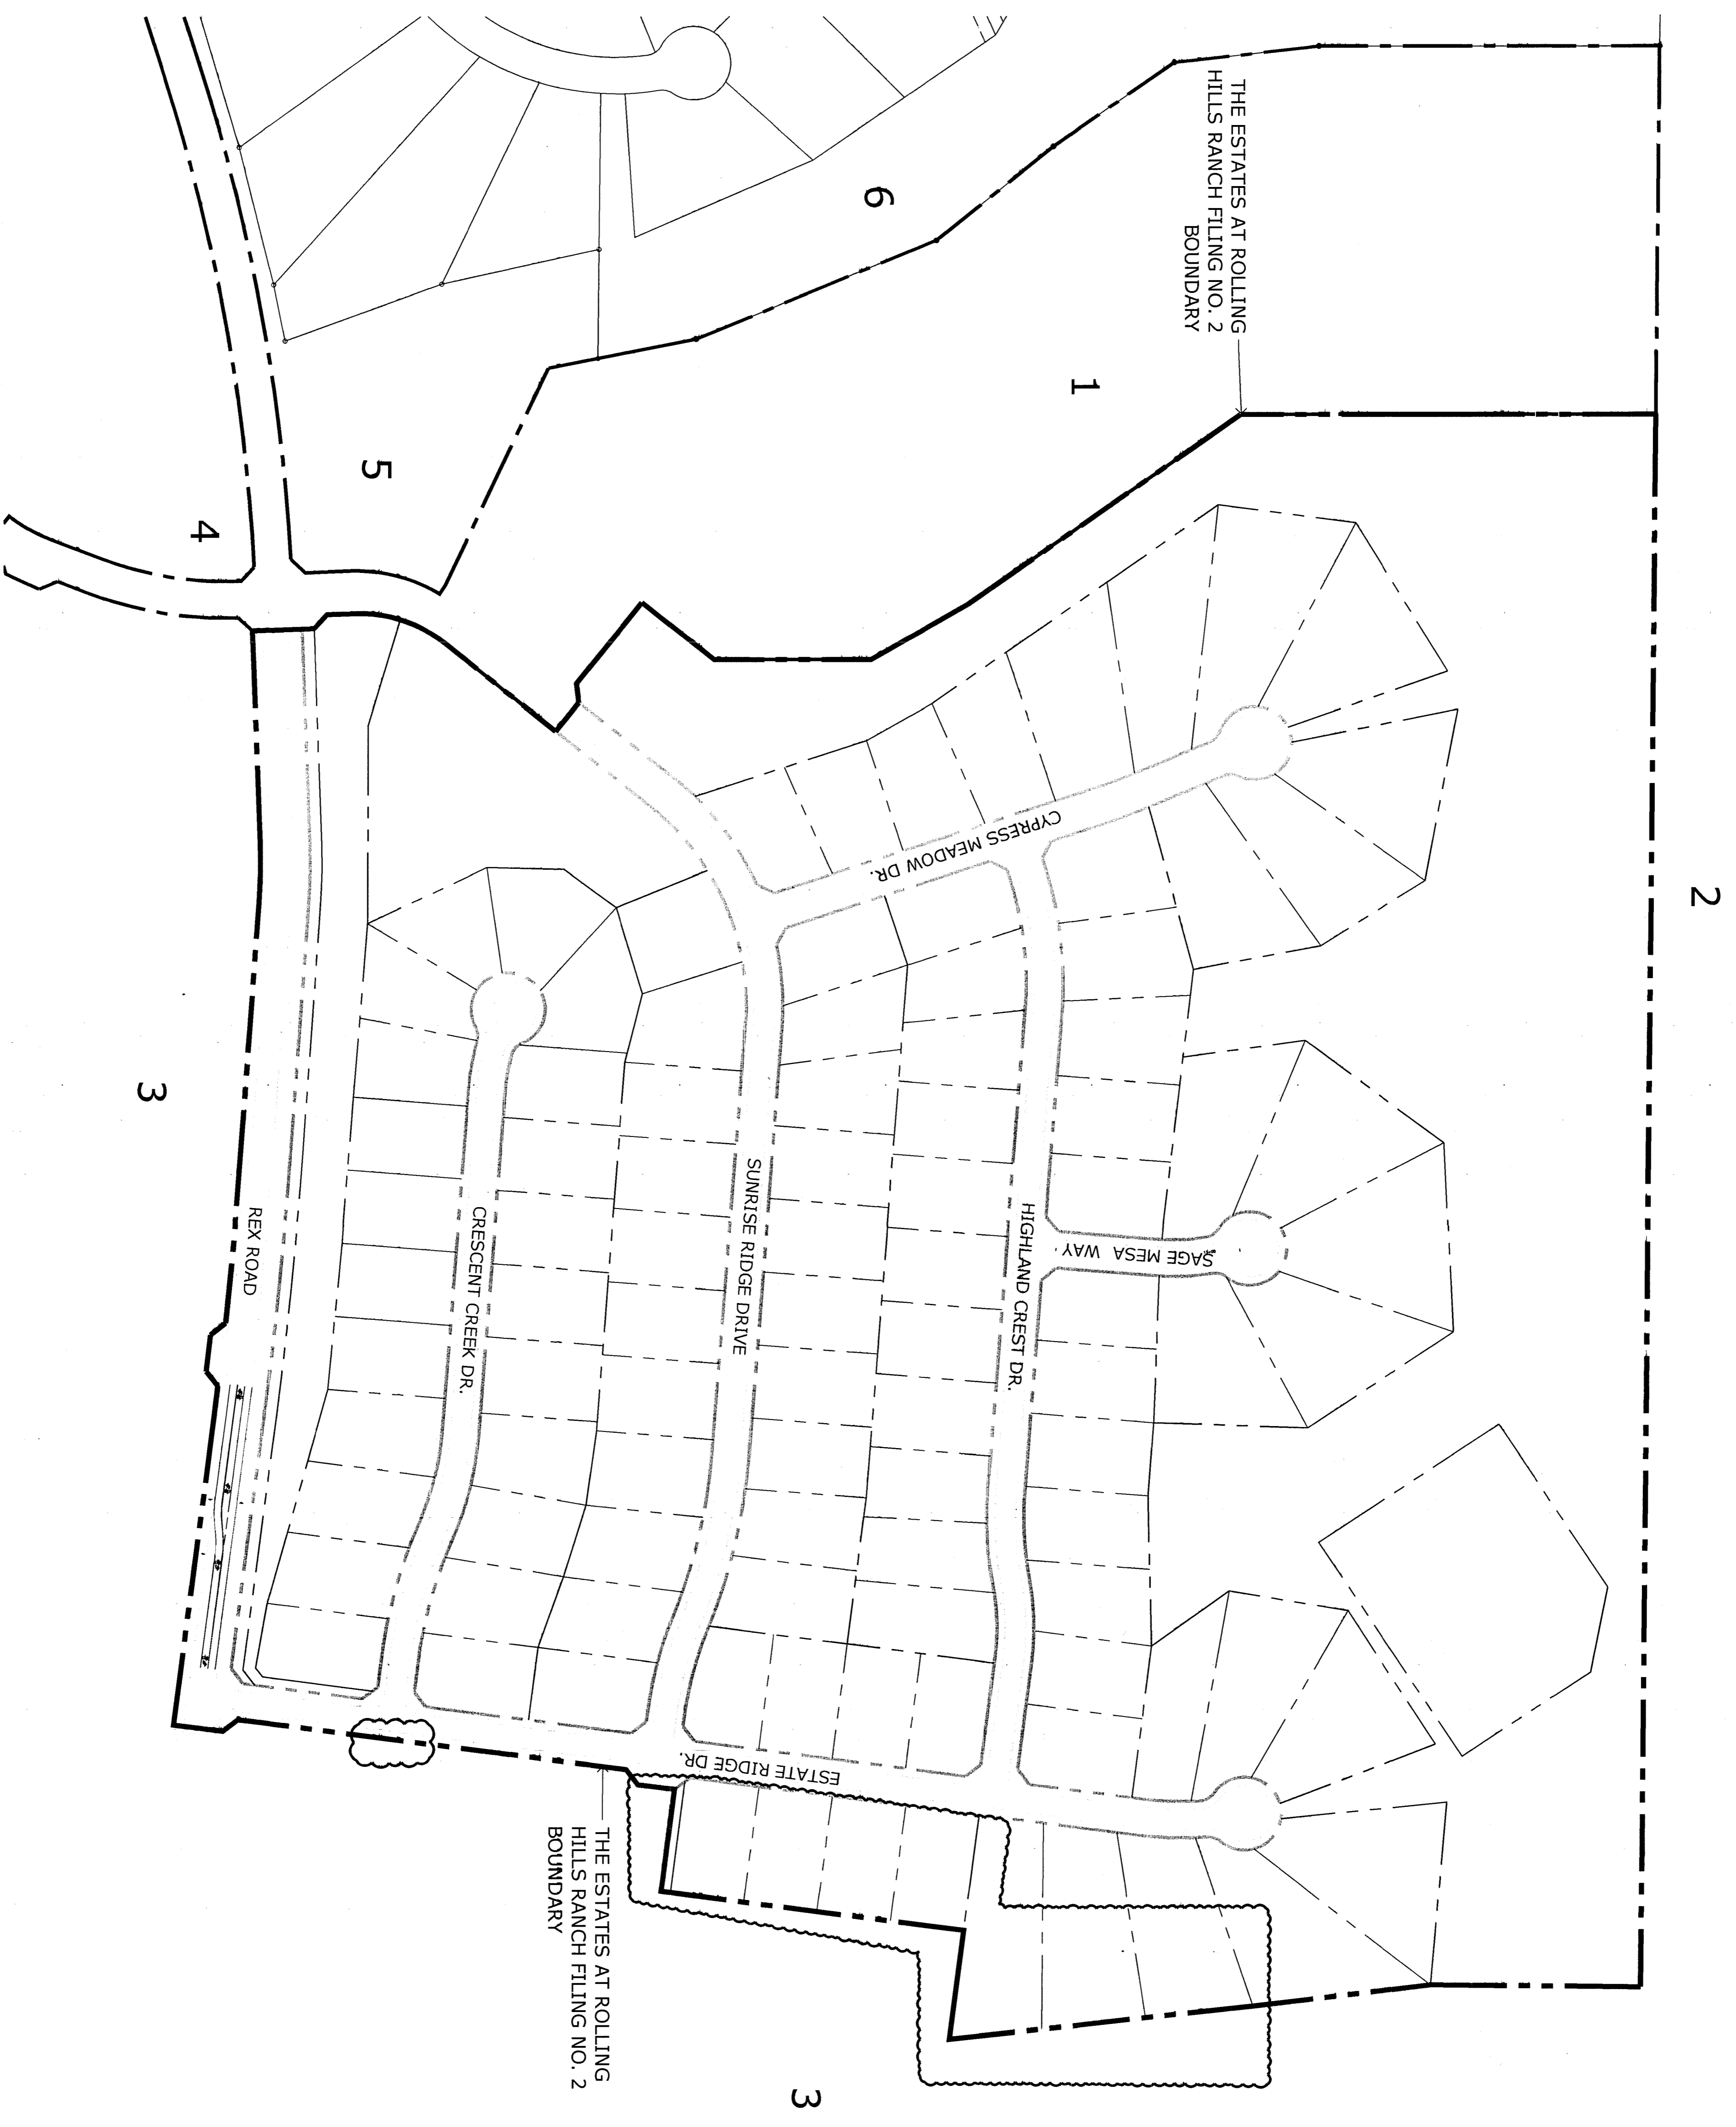 THE ESTATES AT ROLLING
HILLS RANCH FILING NO. 2
BOUNDARY
6
1
5
4
2
CYPRESS MEADOW DR.
3
REX ROAD
CRESCENT CREEK DR.
SUNRISE RIDGE DRIVE
HIGHLAND CREST DR.
SAGE MESA WAY
ESTATE RIDGE DR.
THE ESTATES AT ROLLING
HILLS RANCH FILING NO. 2
BOUNDARY
3